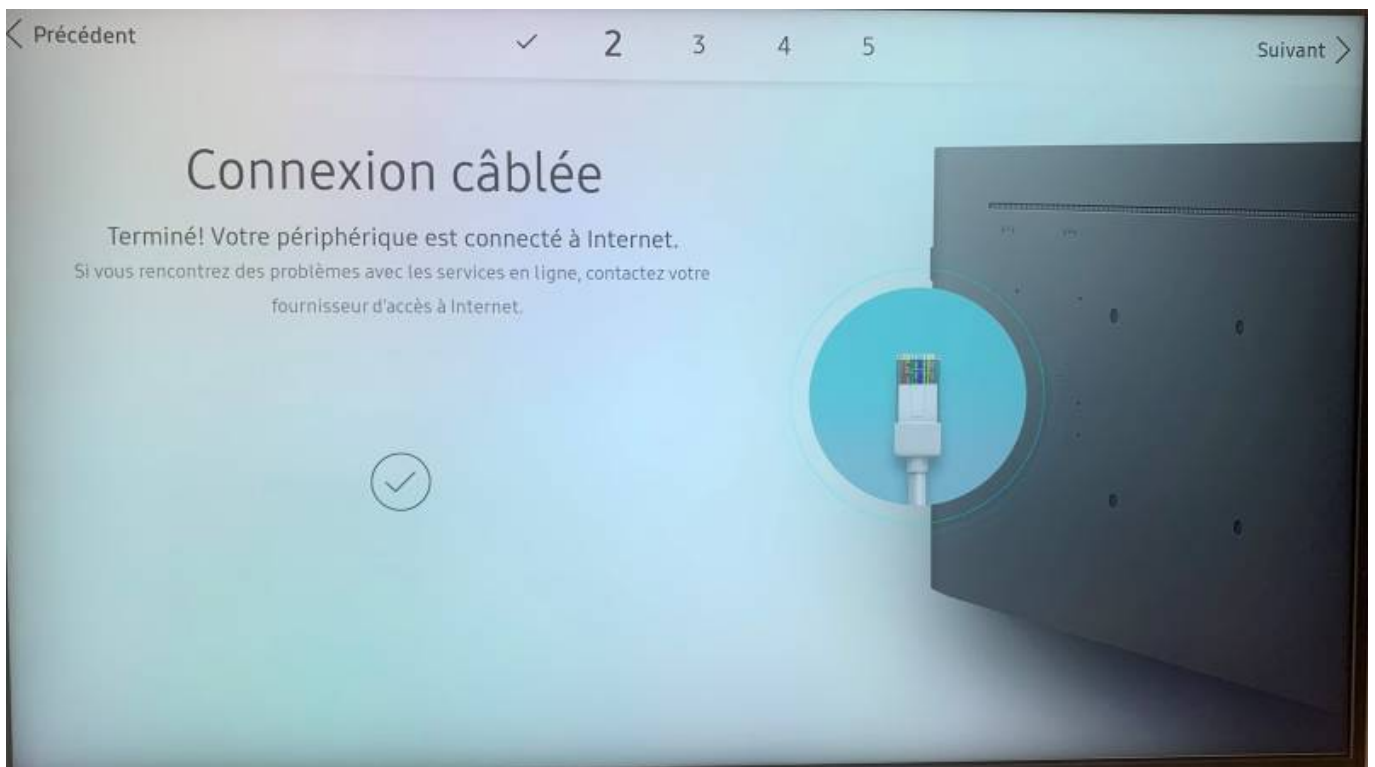 Précédent
✓ 2 3 4 5
Suivant
Connexion câblée
Terminé! Votre périphérique est connecté à Internet.
Si vous rencontrez des problèmes avec les services en ligne, contactez votre
fournisseur d'accès à Internet.